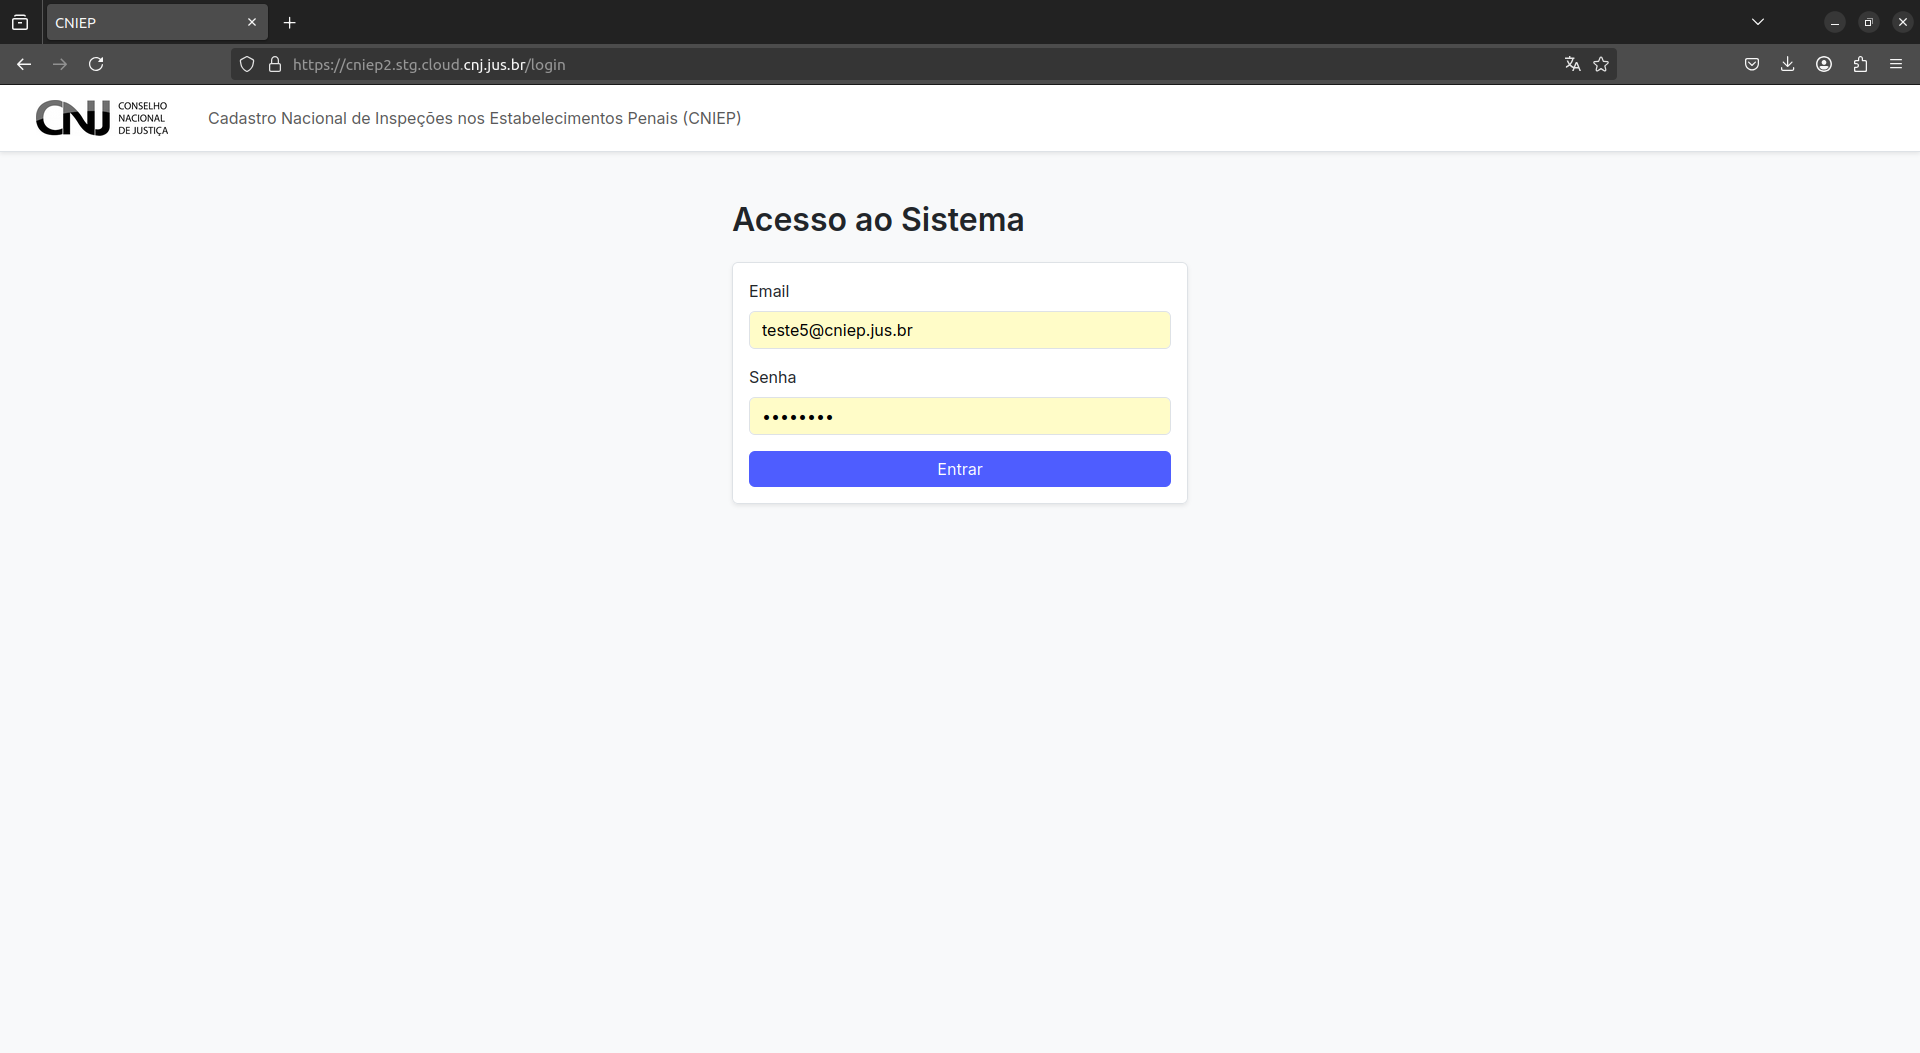 CNIEP
https://cniep2.stg.cloud.cnj.jus.br/login
CNJ
CONSELHO
NACIONAL
DE JUSTIÇA
Cadastro Nacional de Inspeções nos Estabelecimentos Penais (CNIEP)
Acesso ao Sistema
Email
teste5@cniep.jus.br
Senha
••••••••
Entrar